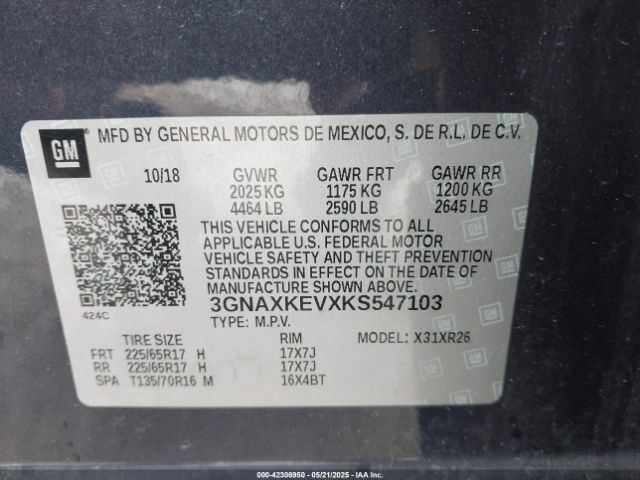 GM
MFD BY GENERAL MOTORS DE MEXICO, S. DE R.L. DE C.V.
10/18 GVWR GAWR FRT GAWR RR
2025 KG 1175 KG 1200 KG
4464 LB 2590 LB 2645 LB
THIS VEHICLE CONFORMS TO ALL
APPLICABLE U.S. FEDERAL MOTOR
VEHICLE SAFETY AND THEFT PREVENTION
STANDARDS IN EFFECT ON THE DATE OF
MANUFACTURE SHOWN ABOVE.
424C
3GNAXKEVXKS547103
TYPE: M.P.V.
TIRE SIZE RIM MODEL: X31XR26
FRT 225/65R17 H 17X7J
RR 225/65R17 H 17X7J
SPA T135/70R16 M 16X4BT
000-42306950 - 05/21/2025 - IAAI.COM